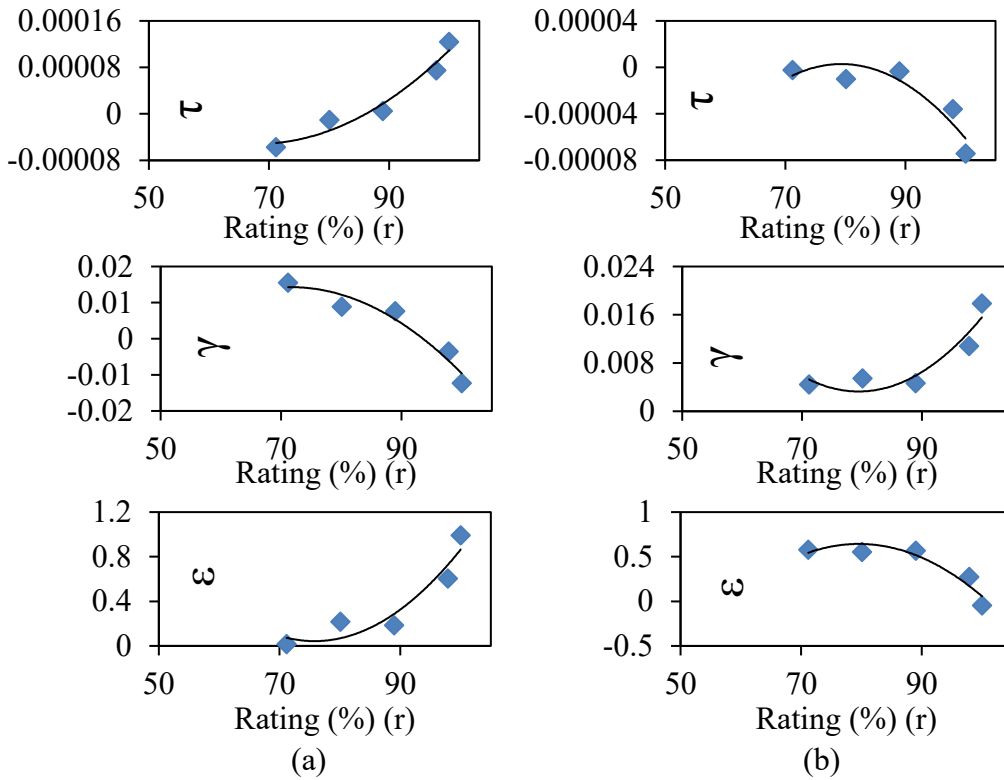 0.00016
0.00008
0
-0.00008
τ
50 70 90
Rating (%) (r)
0.02
0.01
0
-0.01
-0.02
γ
50 70 90
Rating (%) (r)
1.2
0.8
0.4
0
ε
50 70 90
Rating (%) (r)
(a)
0.00004
0
-0.00004
-0.00008
τ
50 70 90
Rating (%) (r)
0.024
0.016
0.008
0
γ
50 70 90
Rating (%) (r)
1
0.5
0
-0.5
ε
50 70 90
Rating (%) (r)
(b)